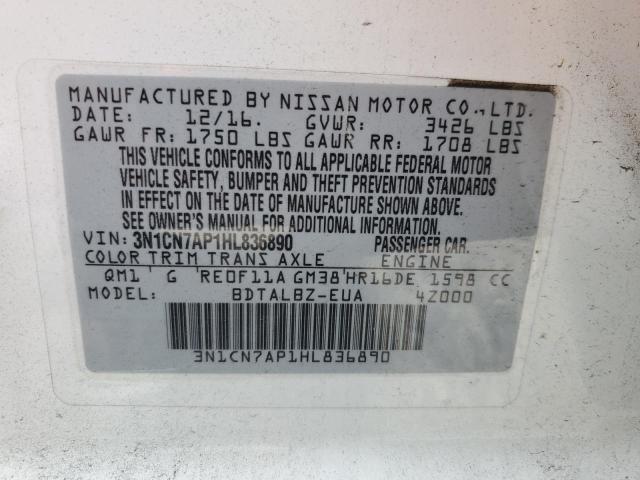 MANUFACTURED BY NISSAN MOTOR CO., LTD.
DATE: 12/16. GVWR: 3426 LBS
GAWR FR: 1750 LBS GAWR RR: 1708 LBS
THIS VEHICLE CONFORMS TO ALL APPLICABLE FEDERAL MOTOR
VEHICLE SAFETY, BUMPER AND THEFT PREVENTION STANDARDS
IN EFFECT ON THE DATE OF MANUFACTURE SHOWN ABOVE.
SEE OWNER'S MANUAL FOR ADDITIONAL INFORMATION.
VIN: 3N1CN7AP1HL836890 PASSENGER CAR.
COLOR TRIM TRANS AXLE ENGINE
QM1 G RE0F11A GM38 HR16DE 1598 CC
MODEL: BDTALBZ-EUA 4Z000
3N1CN7AP1HL836890